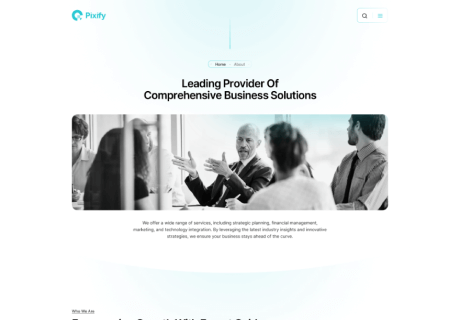 Pixify
Home About
Leading Provider Of
Comprehensive Business Solutions
We offer a wide range of services, including strategic planning, financial management,
marketing, and technology integration. By leveraging the latest industry insights and innovative
strategies, we ensure your business stays ahead of the curve.
Why We Are